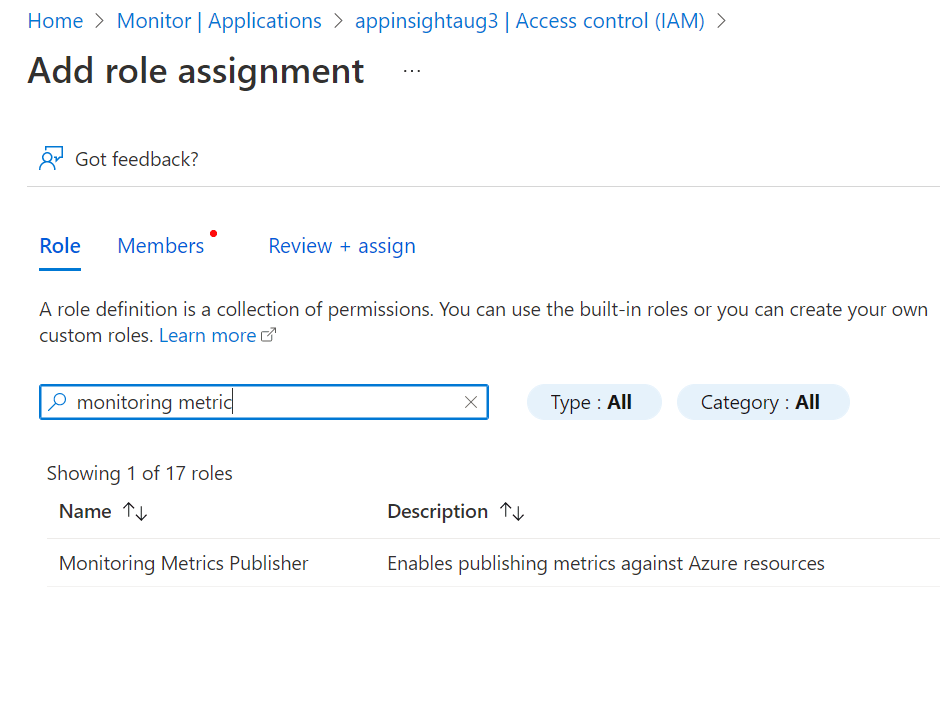 Home > Monitor | Applications > appinsightaug3 | Access control (IAM) >
Add role assignment ...
Got feedback?
Role Members Review + assign
A role definition is a collection of permissions. You can use the built-in roles or you can create your own
custom roles. Learn more
monitoring metric Type : All Category : All
Showing 1 of 17 roles
Name Description
Monitoring Metrics Publisher Enables publishing metrics against Azure resources